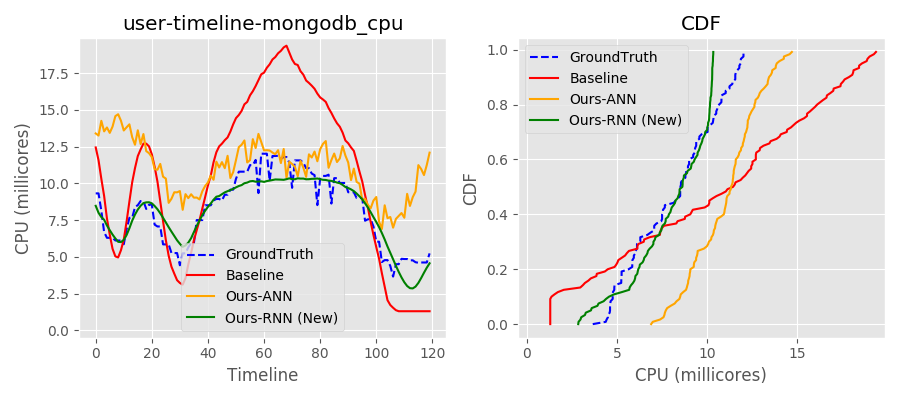 user-timeline-mongodb_cpu
CPU (millicores)
17.5
15.0
12.5
10.0
7.5
5.0
2.5
0.0
GroundTruth
Baseline
Ours-ANN
Ours-RNN (New)
0 20 40 60 80 100 120
Timeline
CDF
CDF
1.0
0.8
0.6
0.4
0.2
0.0
GroundTruth
Baseline
Ours-ANN
Ours-RNN (New)
0 5 10 15
CPU (millicores)